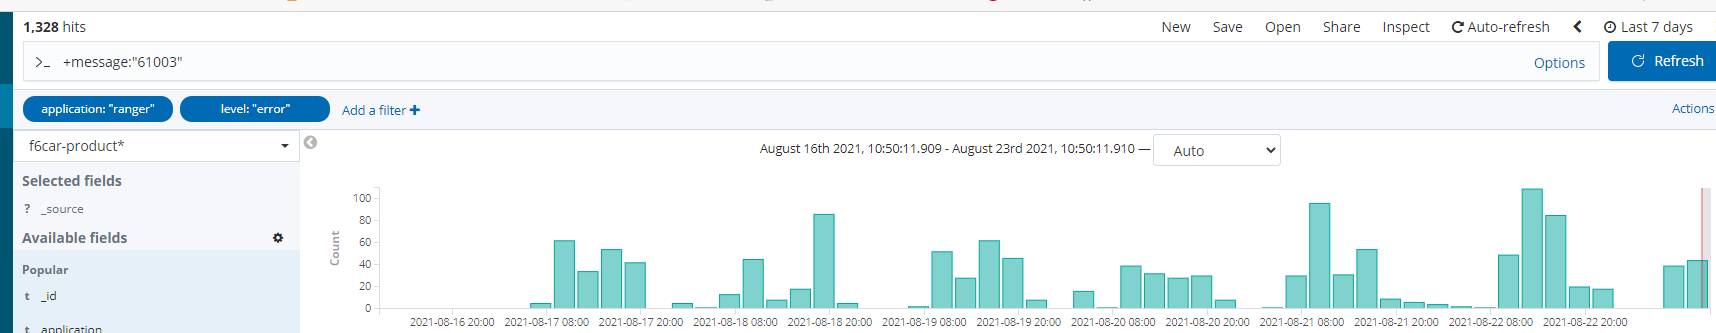 1,328 hits
New Save Open Share Inspect Auto-refresh Last 7 days
>_ +message:"61003" Options Refresh
application: "ranger" level: "error" Add a filter + Actions
f6car-product*
August 16th 2021, 10:50:11.909 - August 23rd 2021, 10:50:11.910 — Auto
Selected fields
? _source
Available fields
Popular
t _id
t application
Count
100
80
60
40
20
0
2021-08-16 20:00 2021-08-17 08:00 2021-08-17 20:00 2021-08-18 08:00 2021-08-18 20:00 2021-08-19 08:00 2021-08-19 20:00 2021-08-20 08:00 2021-08-20 20:00 2021-08-21 08:00 2021-08-21 20:00 2021-08-22 08:00 2021-08-22 20:00